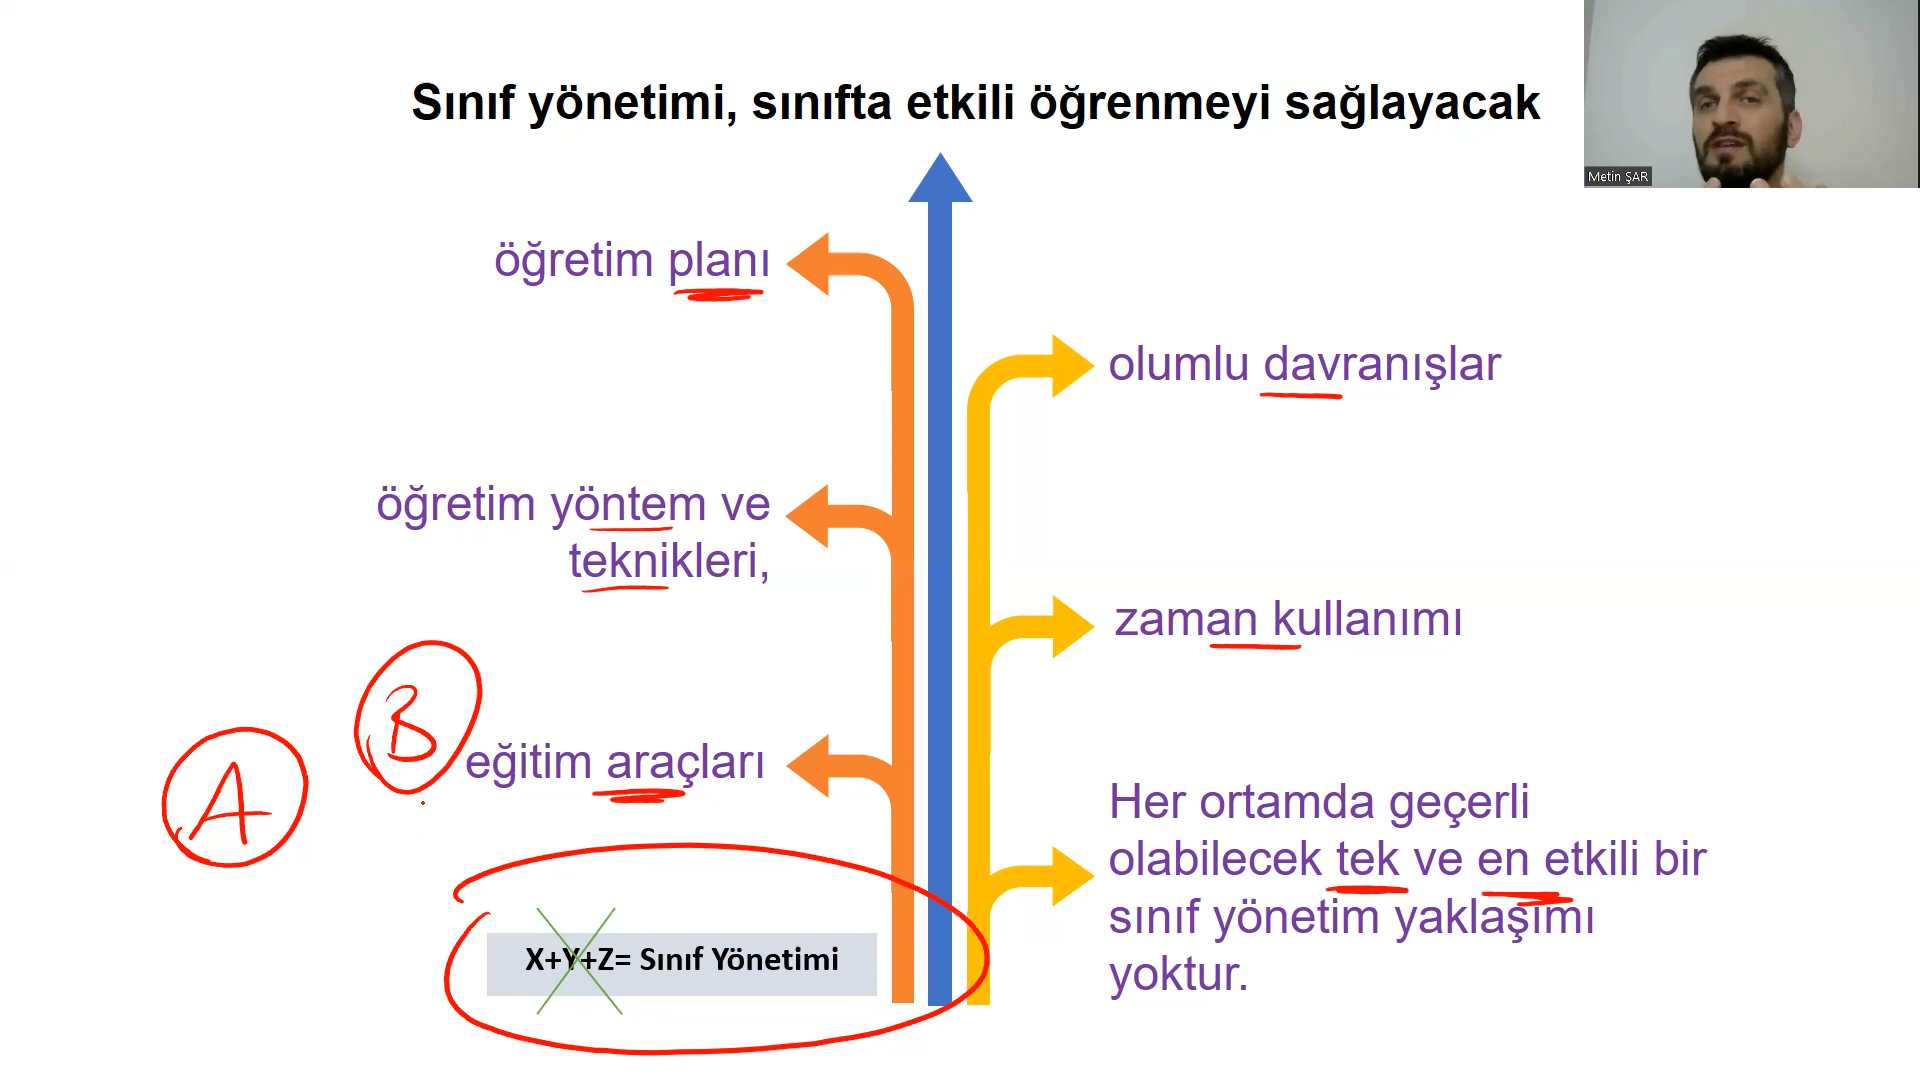 Sınıf yönetimi, sınıfta etkili öğrenmeyi sağlayacak
Metin ŞAR
öğretim planı
olumlu davranışlar
öğretim yöntem ve
teknikleri,
zaman kullanımı
B
A
eğitim araçları
Her ortamda geçerli
olabilecek tek ve en etkili bir
sınıf yönetim yaklaşımı
yoktur.
X+Y+Z= Sınıf Yönetimi